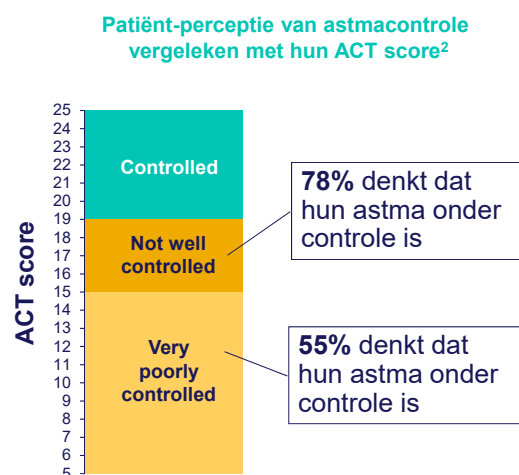 Patiënt-perceptie van astmacontrole
vergeleken met hun ACT score²
ACT score
25
24
23
22
21
20
19
18
17
16
15
14
13
12
11
10
9
8
7
6
5
Controlled
Not well
controlled
Very
poorly
controlled
78% denkt dat
hun astma onder
controle is
55% denkt dat
hun astma onder
controle is